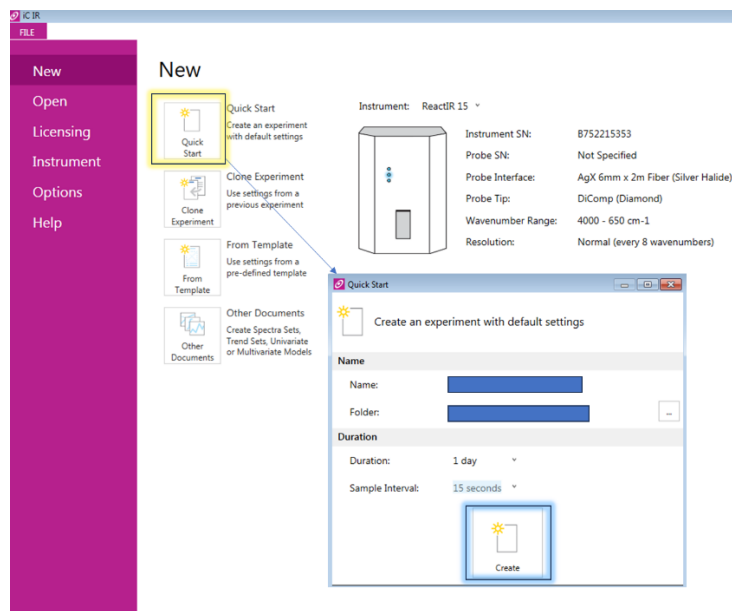 iC IR
FILE
New
Open
Licensing
Instrument
Options
Help
New
Quick Start
Quick Start
Create an experiment
with default settings
Clone Experiment
Clone Experiment
Use settings from a
previous experiment
From Template
From Template
Use settings from a
pre-defined template
Other Documents
Other Documents
Create Spectra Sets,
Trend Sets, Univariate
or Multivariate Models
Instrument: ReactIR 15
Instrument SN: B752215353
Probe SN: Not Specified
Probe Interface: AgX 6mm x 2m Fiber (Silver Halide)
Probe Tip: DiComp (Diamond)
Wavenumber Range: 4000 - 650 cm-1
Resolution: Normal (every 8 wavenumbers)
Quick Start
Create an experiment with default settings
Name
Name:
Folder:
...
Duration
Duration: 1 day
Sample Interval: 15 seconds
Create